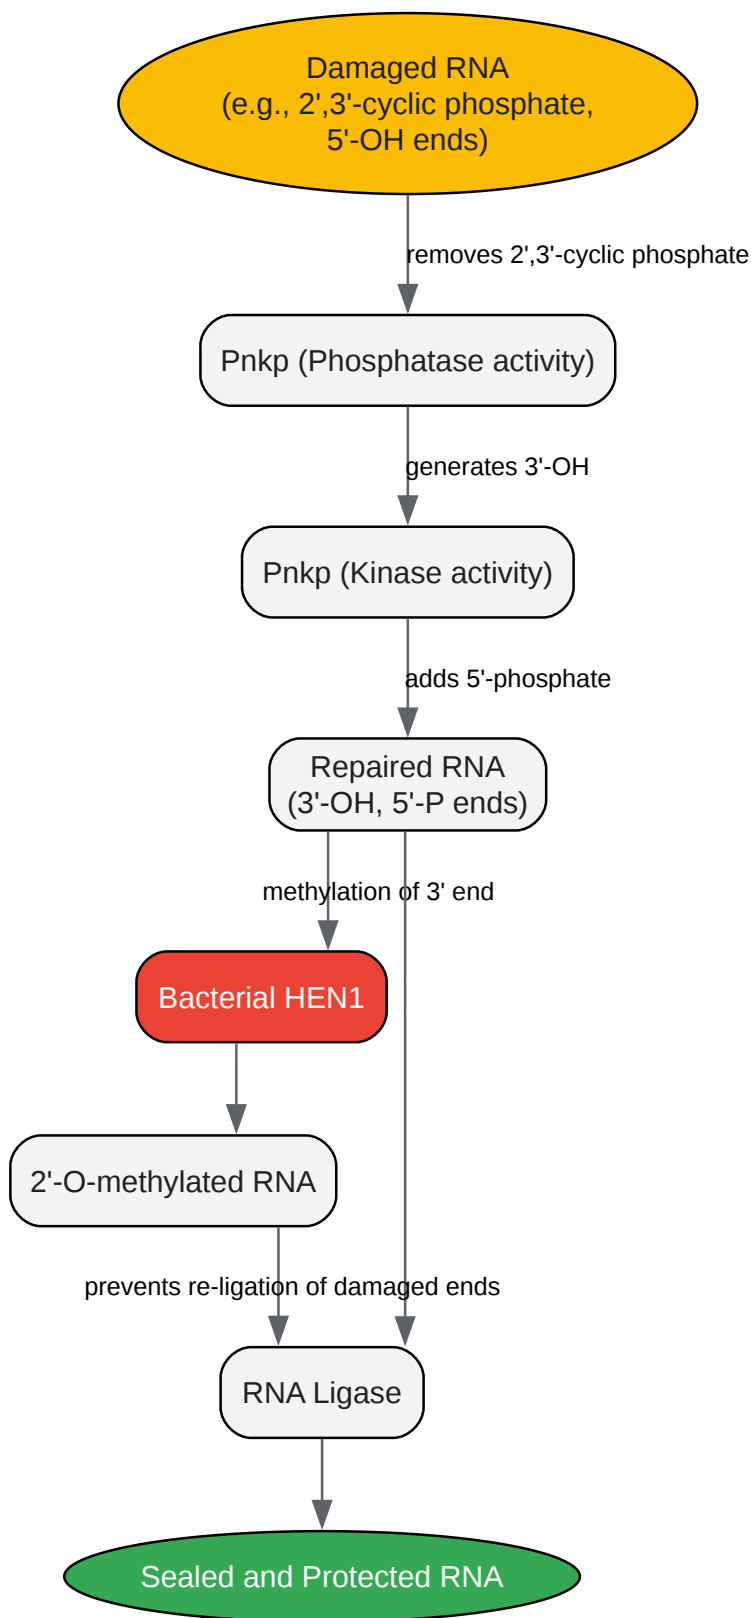 Damaged RNA
(e.g., 2',3'-cyclic phosphate,
5'-OH ends)
removes 2',3'-cyclic phosphate
Pnkp (Phosphatase activity)
generates 3'-OH
Pnkp (Kinase activity)
adds 5'-phosphate
Repaired RNA
(3'-OH, 5'-P ends)
methylation of 3' end
Bacterial HEN1
2'-O-methylated RNA
prevents re-ligation of damaged ends
RNA Ligase
Sealed and Protected RNA